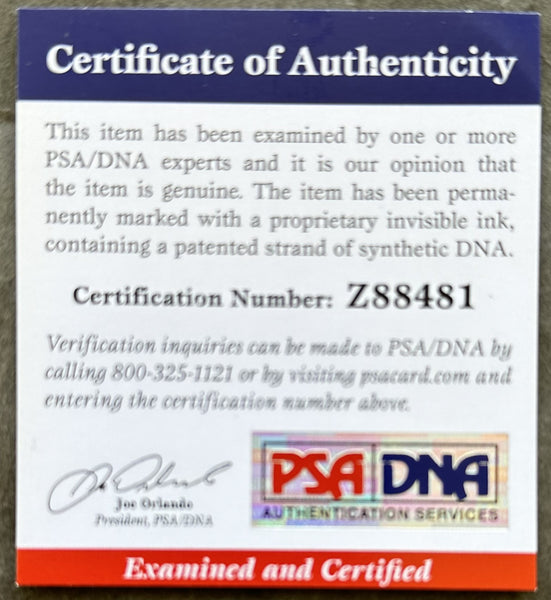 Certificate of Authenticity
This item has been examined by one or more
PSA/DNA experts and it is our opinion that
the item is genuine. The item has been perma-
nently marked with a proprietary invisible ink,
containing a patented strand of synthetic DNA.
Certification Number: Z88481
Verification inquiries can be made to PSA/DNA by
calling 800-325-1121 or by visiting psacard.com and
entering the certification number above.
PSA DNA
AUTHENTICATION SERVICES
Joe Orlando
President, PSA/DNA
Examined and Certified